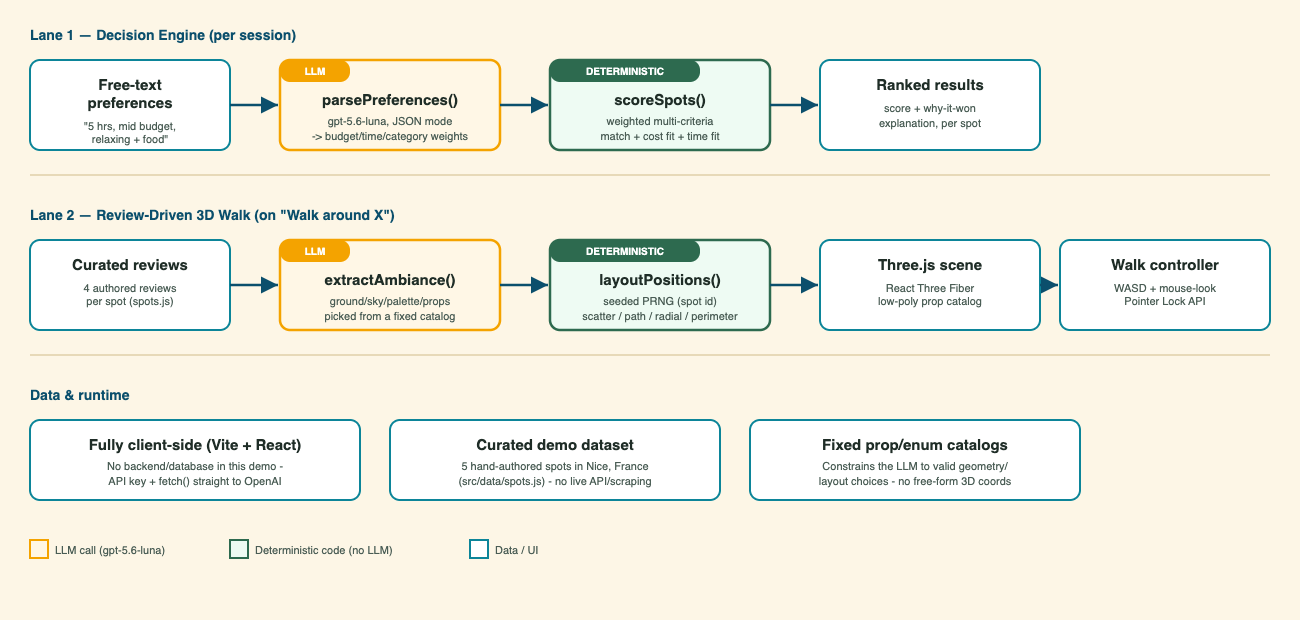 Lane 1 — Decision Engine (per session)
Free-text
preferences
"5 hrs, mid budget,
relaxing + food"
LLM
parsePreferences()
gpt-5.6-luna, JSON mode
-> budget/time/category weights
DETERMINISTIC
scoreSpots()
weighted multi-criteria
match + cost fit + time fit
Ranked results
score + why-it-won
explanation, per spot
Lane 2 — Review-Driven 3D Walk (on "Walk around X")
Curated reviews
4 authored reviews
per spot (spots.js)
LLM
extractAmbiance()
ground/sky/palette/props
picked from a fixed catalog
DETERMINISTIC
layoutPositions()
seeded PRNG (spot id)
scatter / path / radial / perimeter
Three.js scene
React Three Fiber
low-poly prop catalog
Walk controller
WASD + mouse-look
Pointer Lock API
Data & runtime
Fully client-side (Vite + React)
No backend/database in this demo -
API key + fetch() straight to OpenAI
Curated demo dataset
5 hand-authored spots in Nice, France
(src/data/spots.js) - no live API/scraping
Fixed prop/enum catalogs
Constrains the LLM to valid geometry/
layout choices - no free-form 3D coords
LLM call (gpt-5.6-luna)
Deterministic code (no LLM)
Data / UI